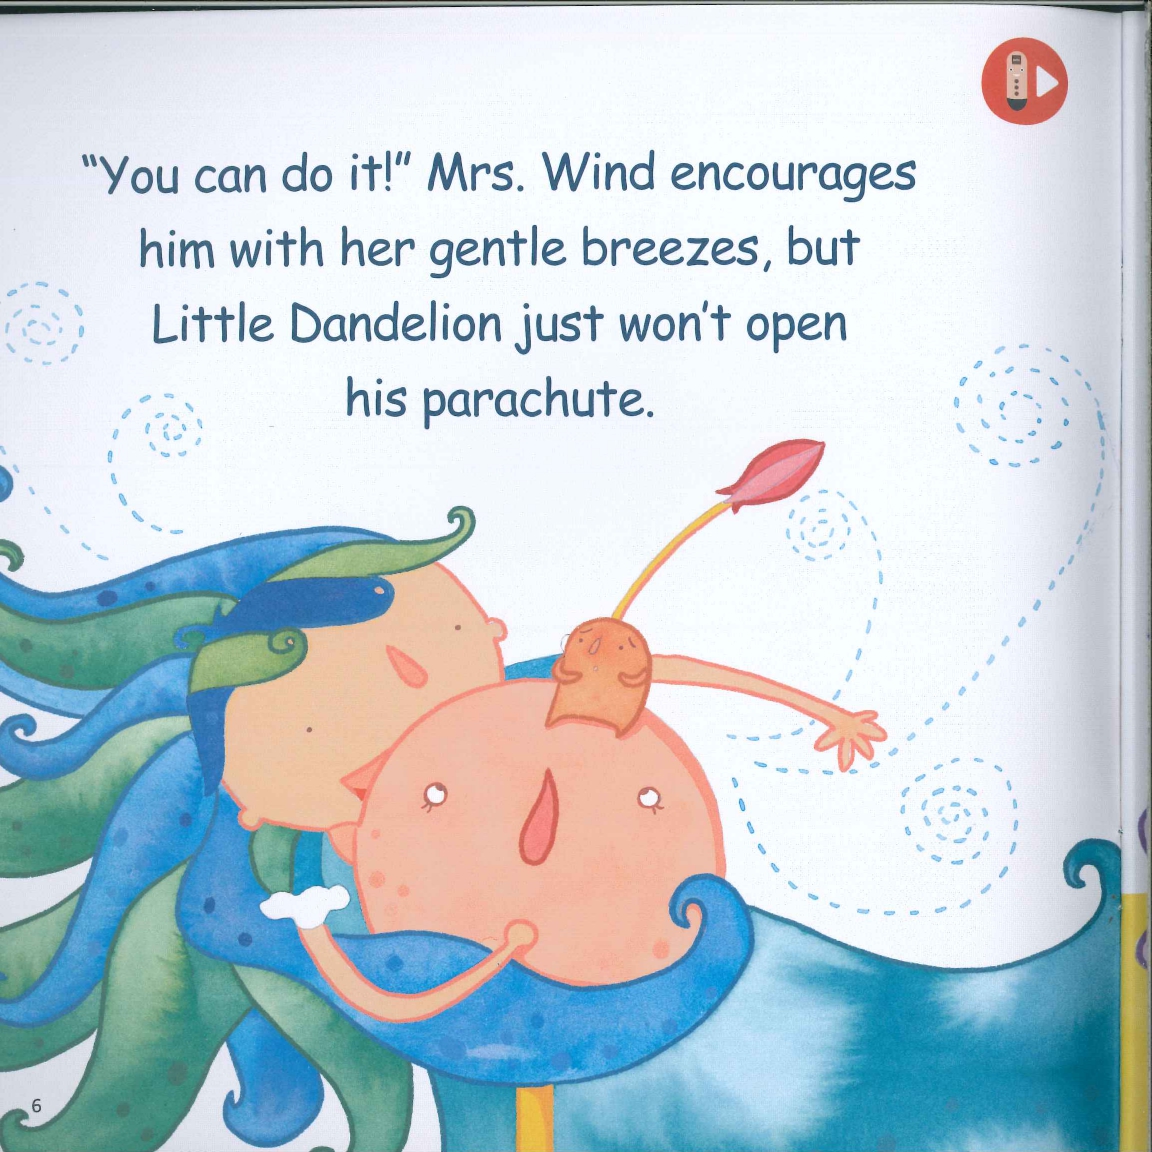 “You can do it!” Mrs. Wind encourages
him with her gentle breezes, but
Little Dandelion just won’t open
his parachute.
6